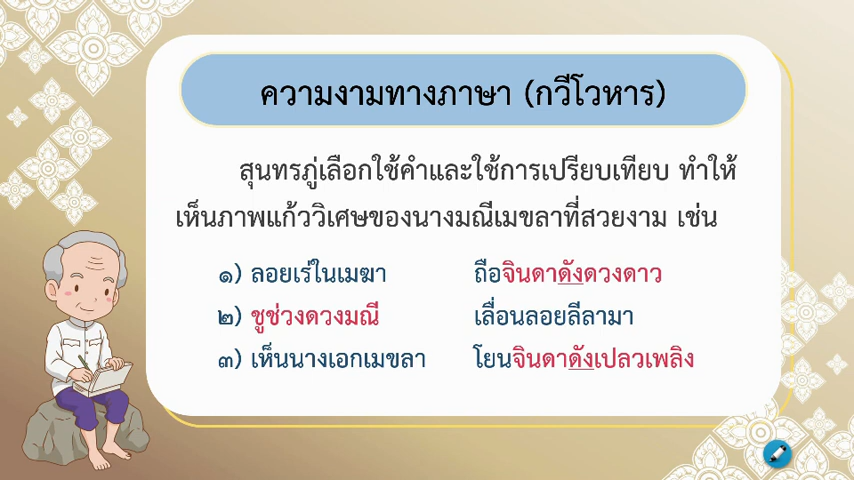 ความงามทางภาษา (กวีโวหาร)
สุนทรภู่เลือกใช้คำและใช้การเปรียบเทียบ ทำให้
เห็นภาพแก้ววิเศษของนางมณีเมขลาที่สวยงาม เช่น
๑) ลอยเร่ในเมฆา ถือจินดาดังดวงดาว
๒) ชูช่วงดวงมณี เลื่อนลอยลีลามา
๓) เห็นนางเอกเมขลา โยนจินดาดังเปลวเพลิง